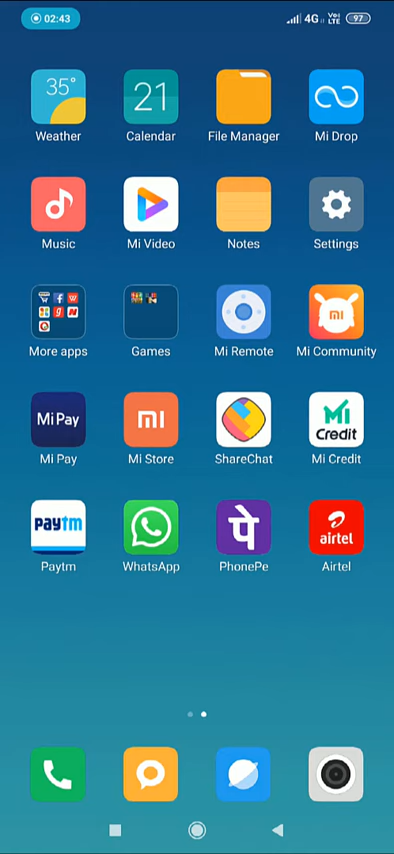 02:43 4G Vo) LTE 97
35°
21
Weather Calendar File Manager Mi Drop
Music Mi Video Notes Settings
mi
More apps Games Mi Remote Mi Community
Mi Pay mi Mi Credit
Mi Pay Mi Store ShareChat Mi Credit
paytm पे airtel
Paytm WhatsApp PhonePe Airtel